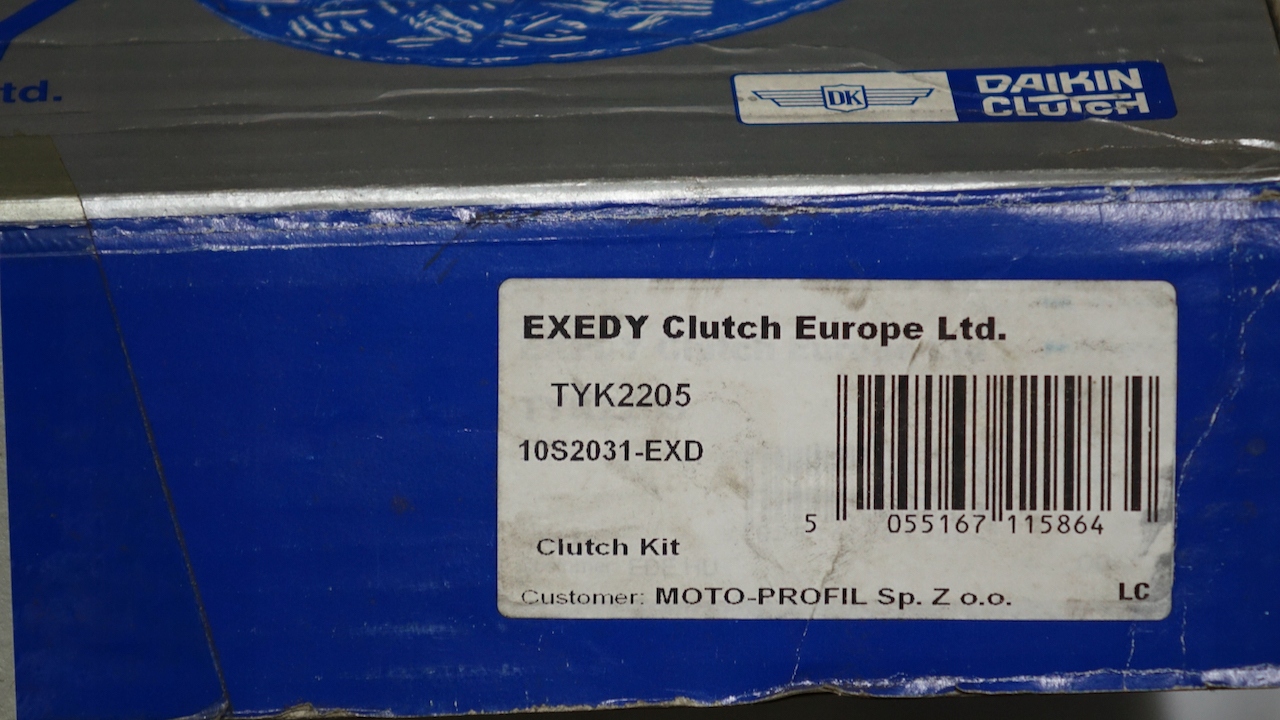 td.
DK
DAIKIN
CLUTCH
EXEDY Clutch Europe Ltd.
TYK2205
10S2031-EXD
5 055167 115864
Clutch Kit
Customer: MOTO-PROFIL Sp. Z o.o.
LC